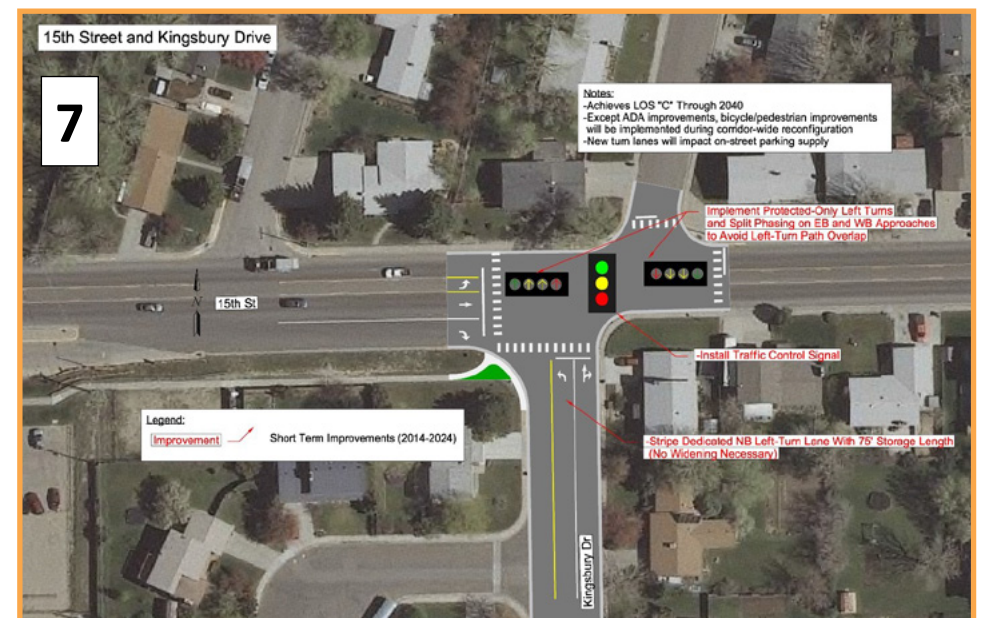 15th Street and Kingsbury Drive
7
Notes:
-Achieves LOS "C" Through 2040
-Except ADA improvements, bicycle/pedestrian improvements
will be implemented during corridor-wide reconfiguration
-New turn lanes will impact on-street parking supply
Implement Protected-Only Left Turns
and Split Phasing on EB and WB Approaches
to Avoid Left-Turn Path Overlap
N
15th St
-Install Traffic Control Signal
Legend:
Improvement
Short Term Improvements (2014-2024)
-Stripe Dedicated NB Left-Turn Lane With 75' Storage Length
(No Widening Necessary)
Kingsbury Dr